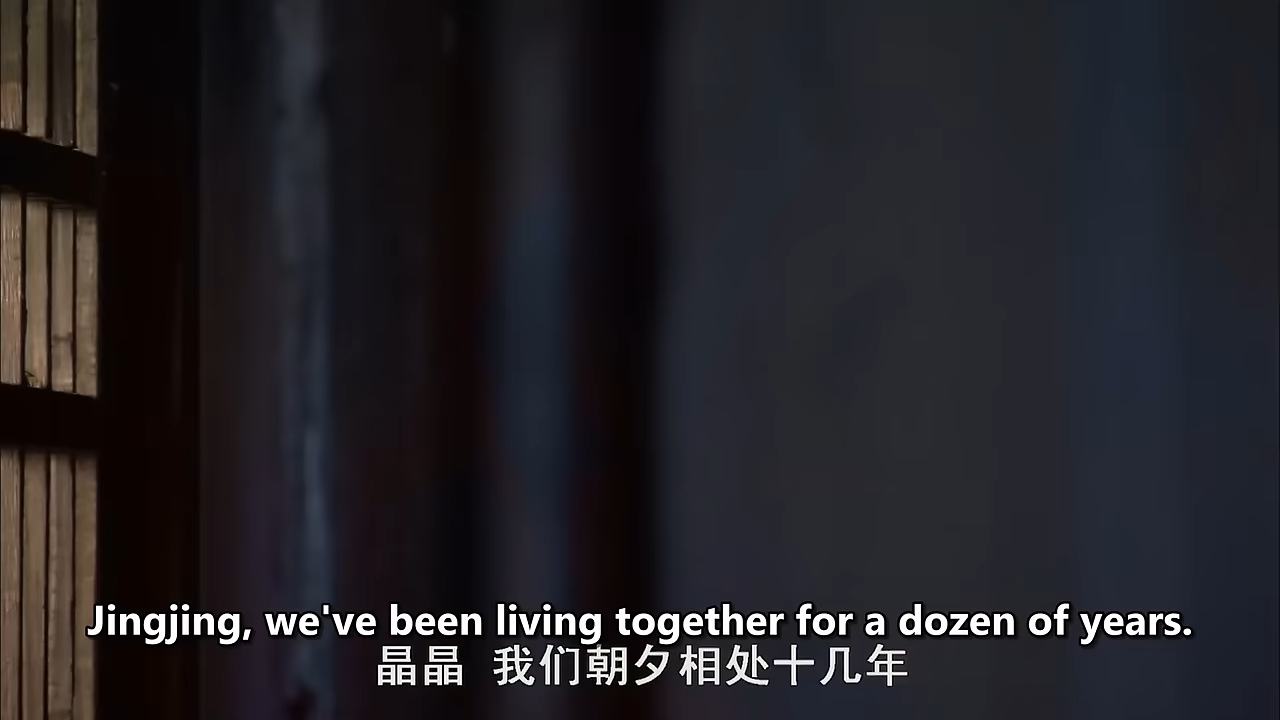 Jingjing, we've been living together for a dozen of years.
晶晶 我们朝夕相处十几年